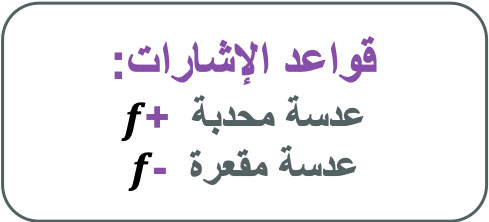 قواعد الإشارات:
عدسة محدبة +f
عدسة مقعرة -f